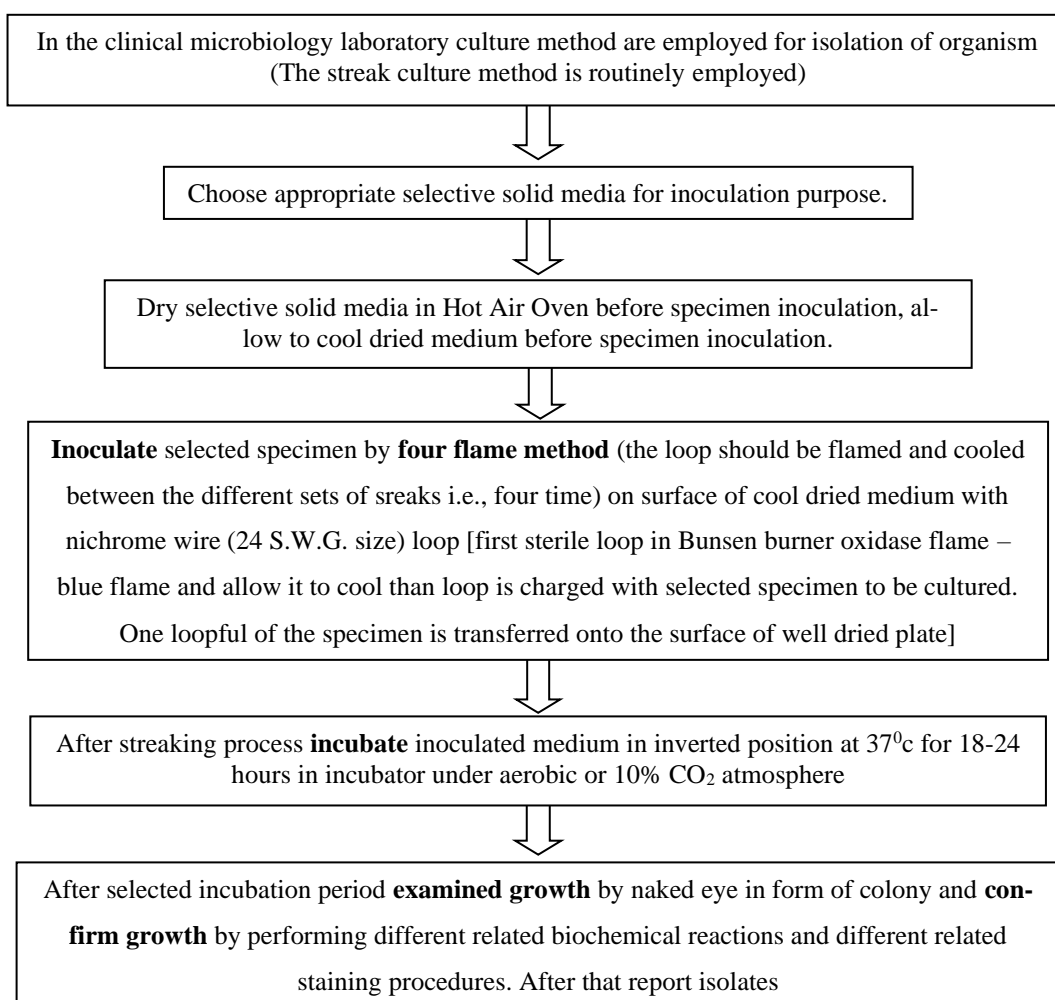 In the clinical microbiology laboratory culture method are employed for isolation of organism
(The streak culture method is routinely employed)
Choose appropriate selective solid media for inoculation purpose.
Dry selective solid media in Hot Air Oven before specimen inoculation, al-
low to cool dried medium before specimen inoculation.
Inoculate selected specimen by four flame method (the loop should be flamed and cooled
between the different sets of sreaks i.e., four time) on surface of cool dried medium with
nichrome wire (24 S.W.G. size) loop [first sterile loop in Bunsen burner oxidase flame –
blue flame and allow it to cool than loop is charged with selected specimen to be cultured.
One loopful of the specimen is transferred onto the surface of well dried plate]
After streaking process incubate inoculated medium in inverted position at 37⁰c for 18-24
hours in incubator under aerobic or 10% CO₂ atmosphere
After selected incubation period examined growth by naked eye in form of colony and con-
firm growth by performing different related biochemical reactions and different related
staining procedures. After that report isolates